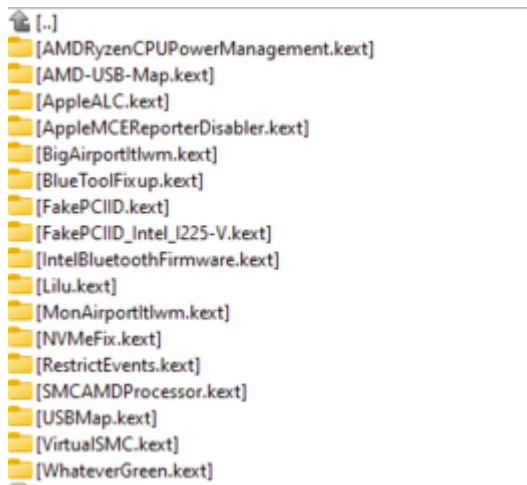 [..]
[AMDRyzenCPUPowerManagement.kext]
[AMD-USB-Map.kext]
[AppleALC.kext]
[AppleMCEReporterDisabler.kext]
[BigAirportItlwm.kext]
[BlueToolFixup.kext]
[FakePCIID.kext]
[FakePCIID_Intel_I225-V.kext]
[IntelBluetoothFirmware.kext]
[Lilu.kext]
[MonAirportItlwm.kext]
[NVMeFix.kext]
[RestrictEvents.kext]
[SMCAMDProcessor.kext]
[USBMap.kext]
[VirtualSMC.kext]
[WhateverGreen.kext]